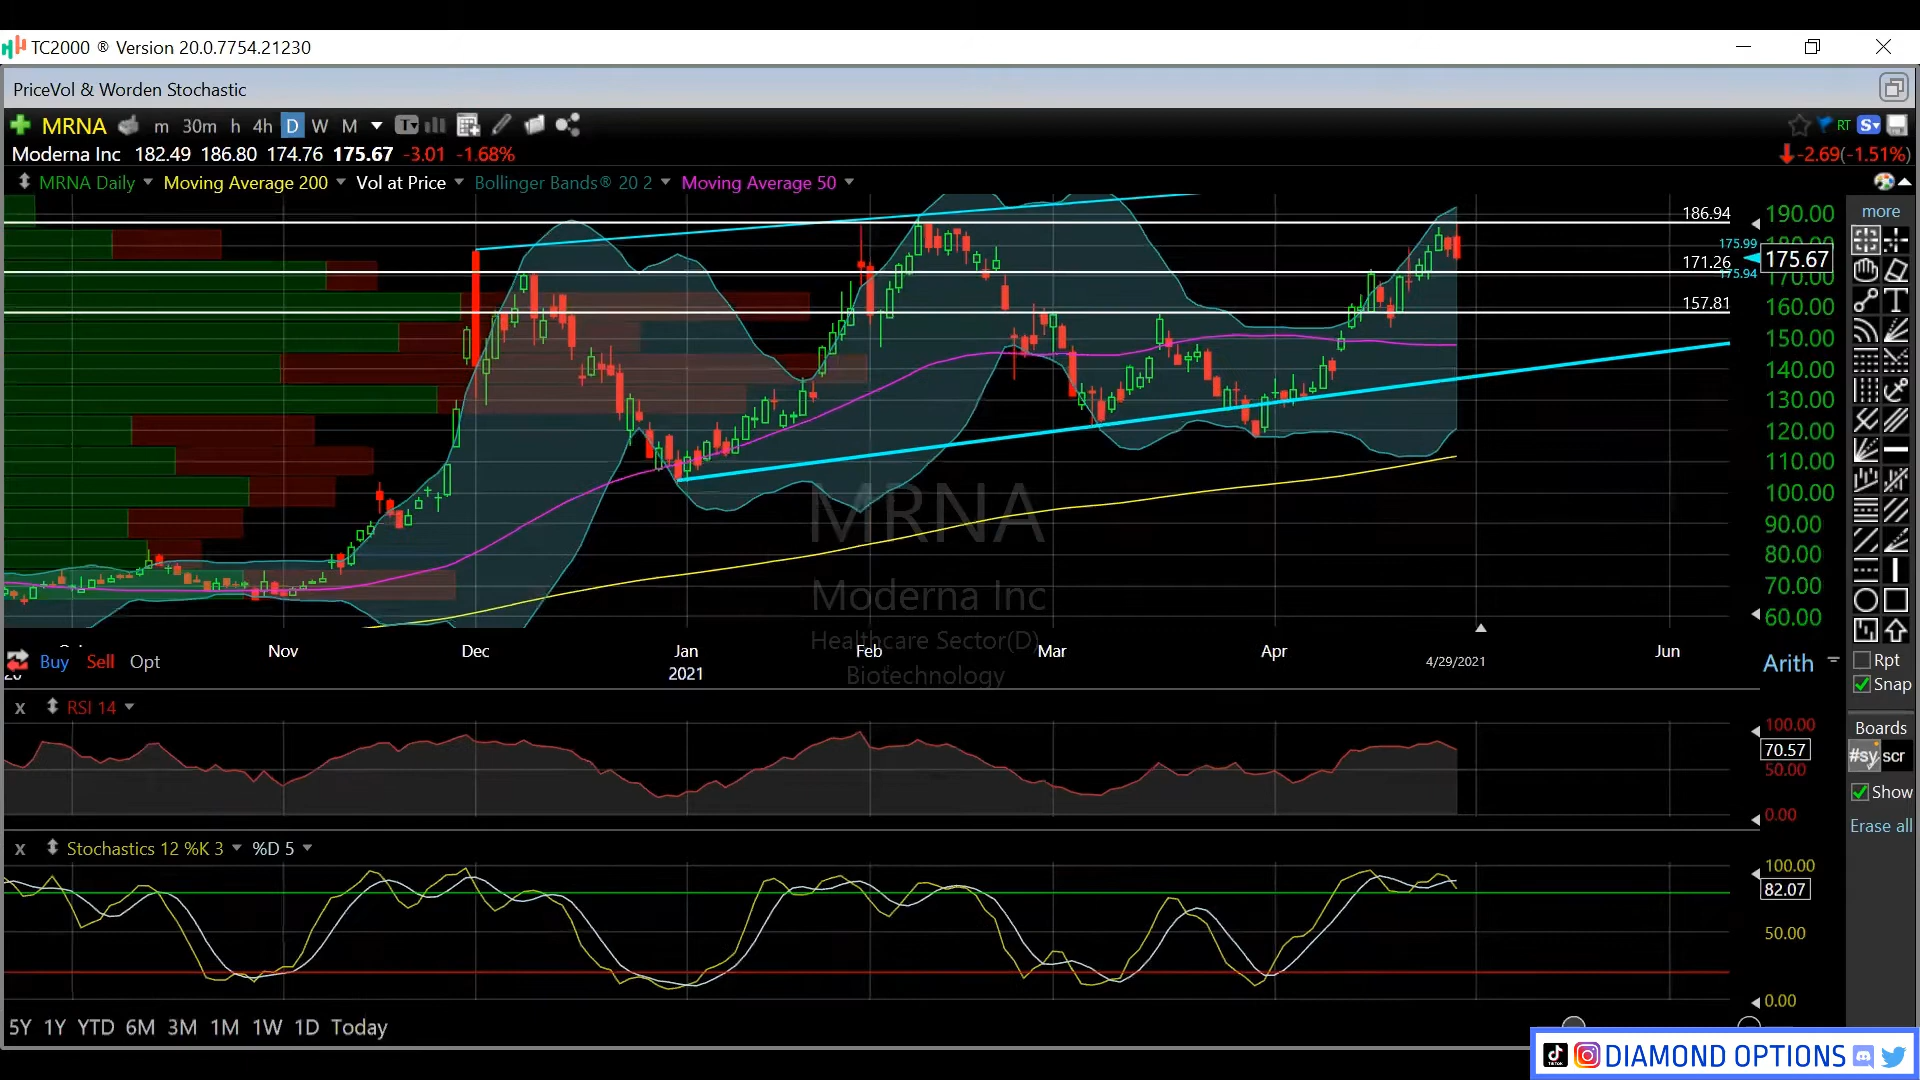 TC2000 ® Version 20.0.7754.21230
PriceVol & Worden Stochastic
MRNA m 30m h 4h D W M T RT S
Moderna Inc 182.49 186.80 174.76 175.67 -3.01 -1.68% -2.69(-1.51%)
MRNA Daily Moving Average 200 Vol at Price Bollinger Bands® 20 2 Moving Average 50
more
186.94 190.00
175.99 180.00
171.26 175.67
175.94 170.00
157.81 160.00
150.00
140.00
130.00
120.00
110.00
100.00
90.00
80.00
70.00
60.00
MRNA
Moderna Inc
Healthcare Sector(D)
Biotechnology
Nov Dec Jan Feb Mar Apr Jun
2021 4/29/2021
Buy Sell Opt Arith
Rpt
Snap
x RSI 14
100.00
70.57
50.00
0.00
Boards
#sy scr
Show
Erase all
x Stochastics 12 %K 3 %D 5
100.00
82.07
50.00
0.00
5Y 1Y YTD 6M 3M 1M 1W 1D Today
DIAMOND OPTIONS